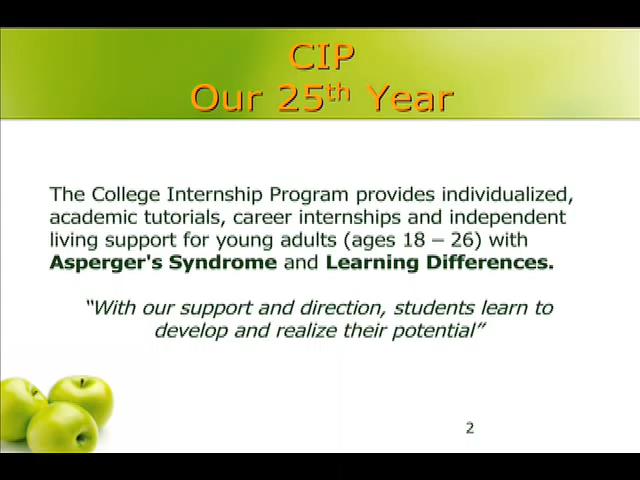 CIP
Our 25th Year
The College Internship Program provides individualized,
academic tutorials, career internships and independent
living support for young adults (ages 18 – 26) with
Asperger's Syndrome and Learning Differences.
“With our support and direction, students learn to
develop and realize their potential”
2